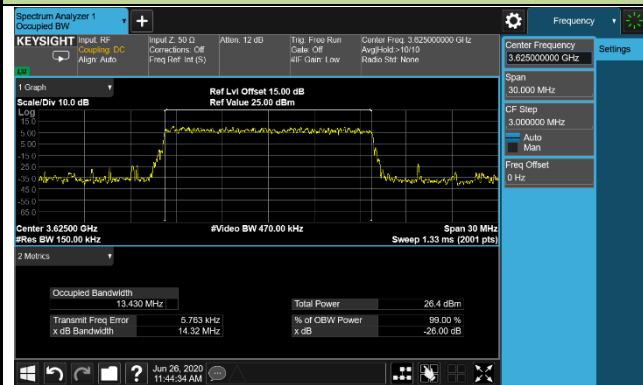 Spectrum Analyzer 1
Occupied BW
+
Frequency
KEYSIGHT
Input: RF
Coupling: DC
Align: Auto
Input Z: 50 Ω
Corrections: Off
Freq Ref: Int (S)
Atten: 12 dB
Trig: Free Run
Gate: Off
#IF Gain: Low
Center Freq: 3.625000000 GHz
Avg|Hold:>10/10
Radio Std: None
Center Frequency
3.625000000 GHz
Settings
Span
30.000 MHz
CF Step
3.000000 MHz
Auto
Man
Freq Offset
0 Hz
1 Graph
Scale/Div 10.0 dB
Ref Lvl Offset 15.00 dB
Ref Value 25.00 dBm
Log
15.0
5.00
-5.00
-15.0
-25.0
-35.0
-45.0
-55.0
-65.0
Center 3.62500 GHz
#Res BW 150.00 kHz
#Video BW 470.00 kHz
Span 30 MHz
Sweep 1.33 ms (2001 pts)
2 Metrics
Occupied Bandwidth
13.430 MHz
Total Power 26.4 dBm
Transmit Freq Error 5.763 kHz
% of OBW Power 99.00 %
x dB Bandwidth 14.32 MHz
x dB -26.00 dB
?
Jun 26, 2020
11:44:34 AM